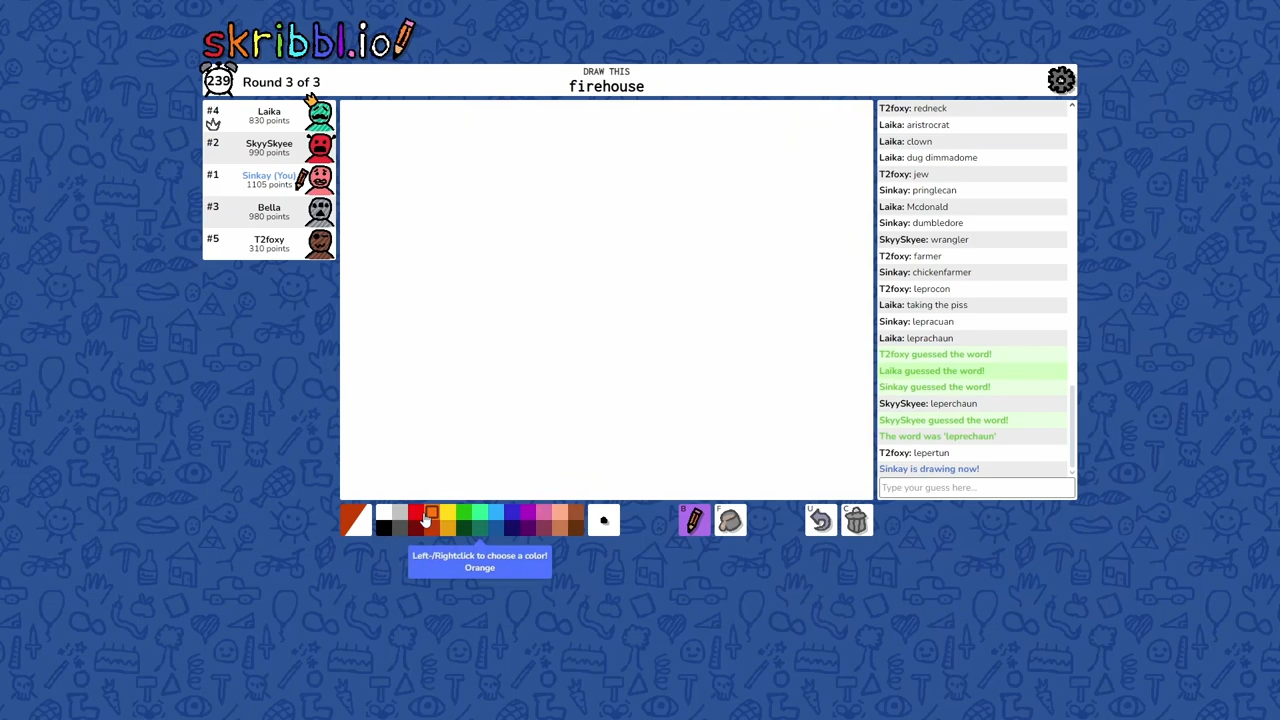 skribbl.io
239
Round 3 of 3
DRAW THIS
firehouse
#4
Laika
830 points
#2
SkyySkyee
990 points
#1
Sinkay (You)
1105 points
#3
Bella
980 points
#5
T2foxy
310 points
T2foxy: redneck
Laika: aristrocrat
Laika: clown
Laika: dug dimmadome
T2foxy: jew
Sinkay: pringlecan
Laika: Mcdonald
Sinkay: dumbledore
SkyySkyee: wrangler
T2foxy: farmer
Sinkay: chickenfarmer
T2foxy: leprocon
Laika: taking the piss
Sinkay: lepracuan
Laika: leprachaun
T2foxy guessed the word!
Laika guessed the word!
Sinkay guessed the word!
SkyySkyee: leperchaun
SkyySkyee guessed the word!
The word was 'leprechaun'
T2foxy: lepertun
Sinkay is drawing now!
Type your guess here...
B
F
U
C
Left-/Rightclick to choose a color!
Orange